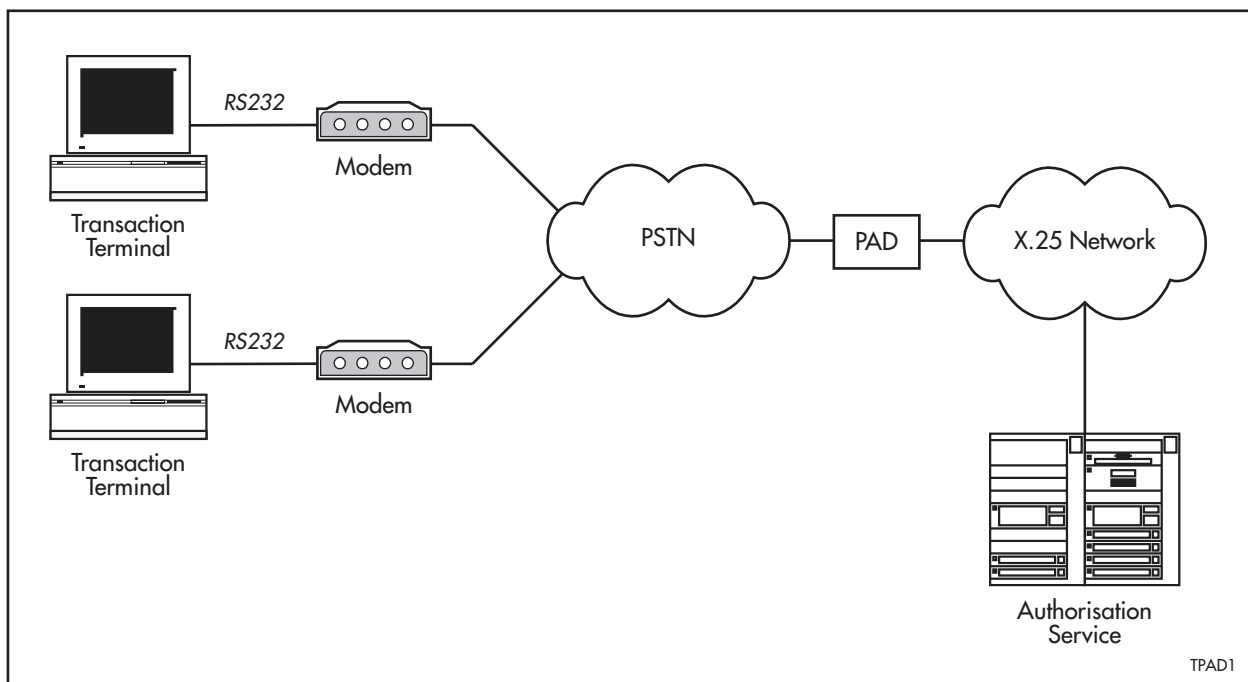 RS232
Modem
Transaction
Terminal
PSTN
PAD
X.25 Network
RS232
Modem
Transaction
Terminal
Authorisation
Service
TPAD1